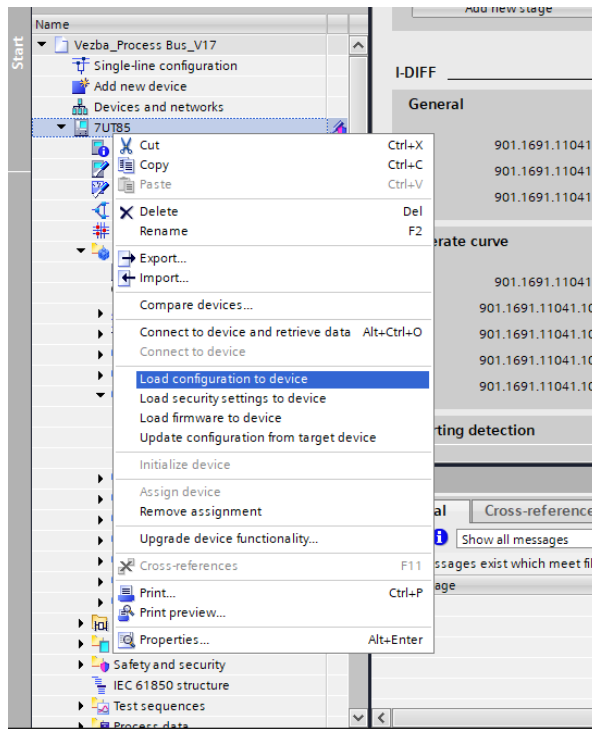 Start
Name
Vezba_Process Bus_V17
Single-line configuration
Add new device
Devices and networks
7UT85
Cut Ctrl+X
Copy Ctrl+C
Paste Ctrl+V
Delete Del
Rename F2
Export...
Import...
Compare devices...
Connect to device and retrieve data Alt+Ctrl+O
Connect to device
Load configuration to device
Load security settings to device
Load firmware to device
Update configuration from target device
Initialize device
Assign device
Remove assignment
Upgrade device functionality...
Cross-references F11
Print... Ctrl+P
Print preview...
Properties... Alt+Enter
Safety and security
IEC 61850 structure
Test sequences
Process data
Add new stage
I-DIFF
General
901.1691.11041
901.1691.11041
901.1691.11041
erate curve
901.1691.11041
901.1691.11041.10
901.1691.11041.10
901.1691.11041.10
901.1691.11041.10
rting detection
al Cross-reference
Show all messages
ssages exist which meet fil
age